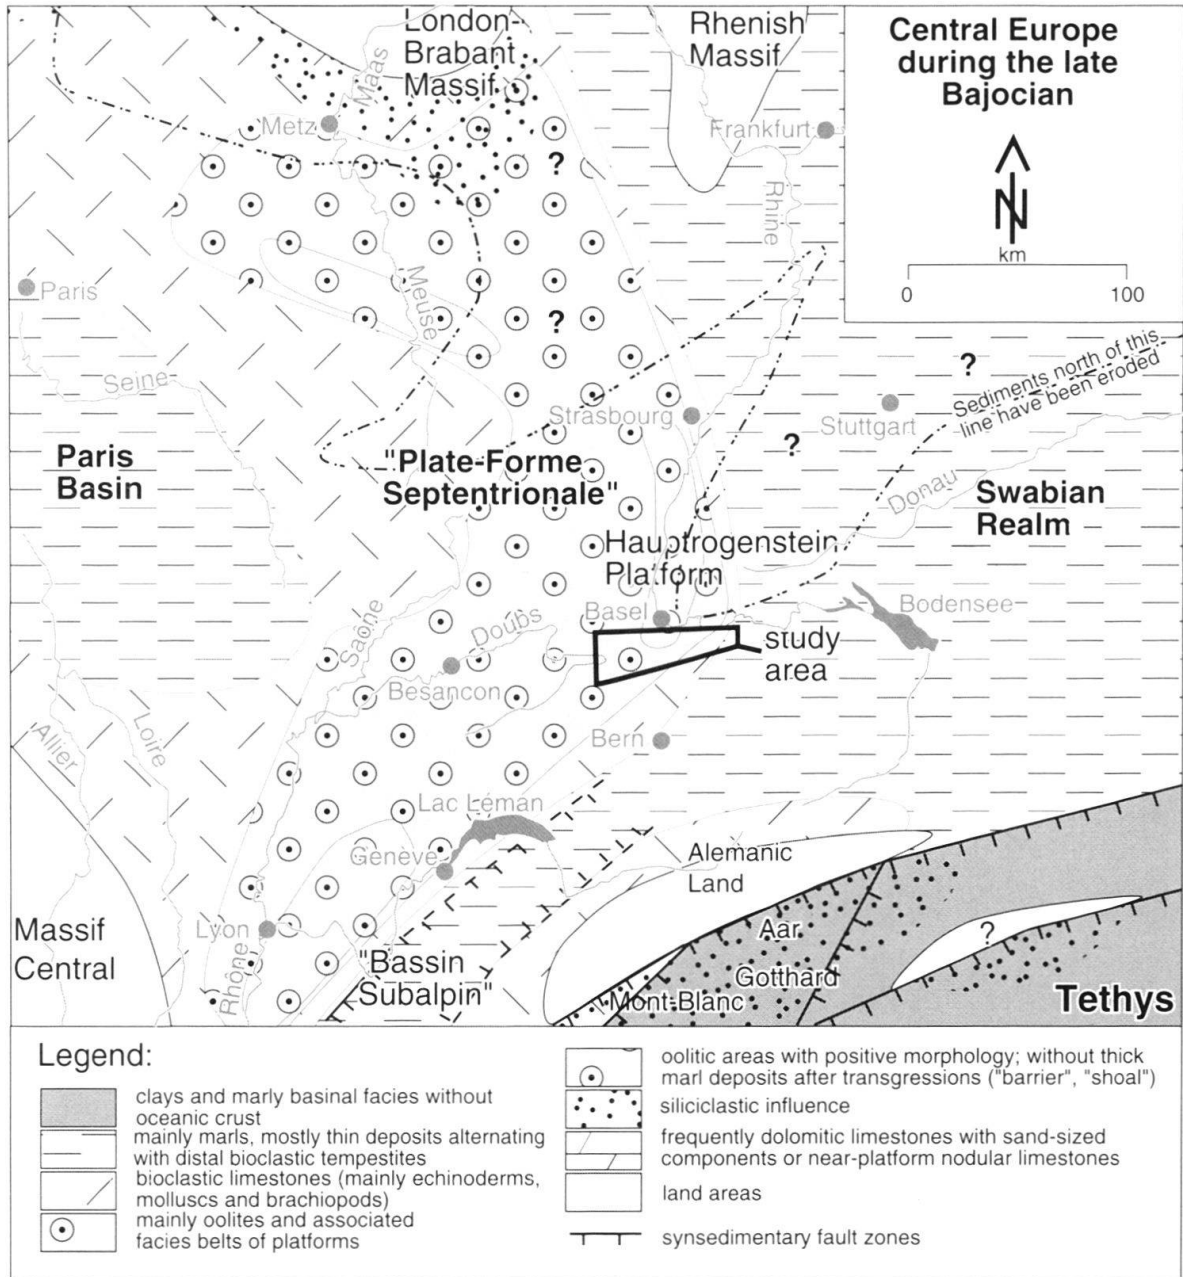 London-
Brabant
Massif
Rhenish
Massif
Central Europe
during the late
Bajocian
N
km
0
100
Maas
Metz
Frankfurt
Rhine
?
Paris
Meuse
?
Seine
Strasbourg
Stuttgart
?
?
Sediments north of this
line have been eroded
Paris
Basin
"Plate-Forme
Septentrionale"
Donau
Swabian
Realm
Hauptrogenstein
Platform
Saône
Doubs
Basel
Bodensee
study
area
Besançon
Allier
Loire
Bern
Lac Léman
Genève
Alemanic
Land
Massif
Central
Lyon
Rhône
"Bassin
Subalpin"
Aar
Gotthard
Mont-Blanc
?
Tethys
Legend:
clays and marly basinal facies without
oceanic crust
mainly marls, mostly thin deposits alternating
with distal bioclastic tempestites
bioclastic limestones (mainly echinoderms,
molluscs and brachiopods)
mainly oolites and associated
facies belts of platforms
oolitic areas with positive morphology; without thick
marl deposits after transgressions ("barrier", "shoal")
siliciclastic influence
frequently dolomitic limestones with sand-sized
components or near-platform nodular limestones
land areas
synsedimentary fault zones